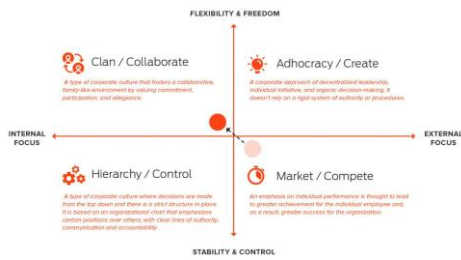 FLEXIBILITY & FREEDOM
Clan / Collaborate
A type of corporate culture that fosters a collaborative,
family-like environment by valuing commitment,
participation, and allegiance.
Adhocracy / Create
A corporate approach of decentralized leadership,
individual initiative, and organic decision-making. It
doesn't rely on a rigid system of authority or procedures.
INTERNAL
FOCUS
EXTERNAL
FOCUS
Hierarchy / Control
A type of corporate culture where decisions are made
from the top down and there is a strict structure in place.
It is based on an organizational chart that emphasizes
certain positions over others, with clear lines of authority,
communication and accountability.
Market / Compete
An emphasis on individual performance is thought to lead
to greater achievement for the individual employee and,
as a result, greater success for the organization.
STABILITY & CONTROL